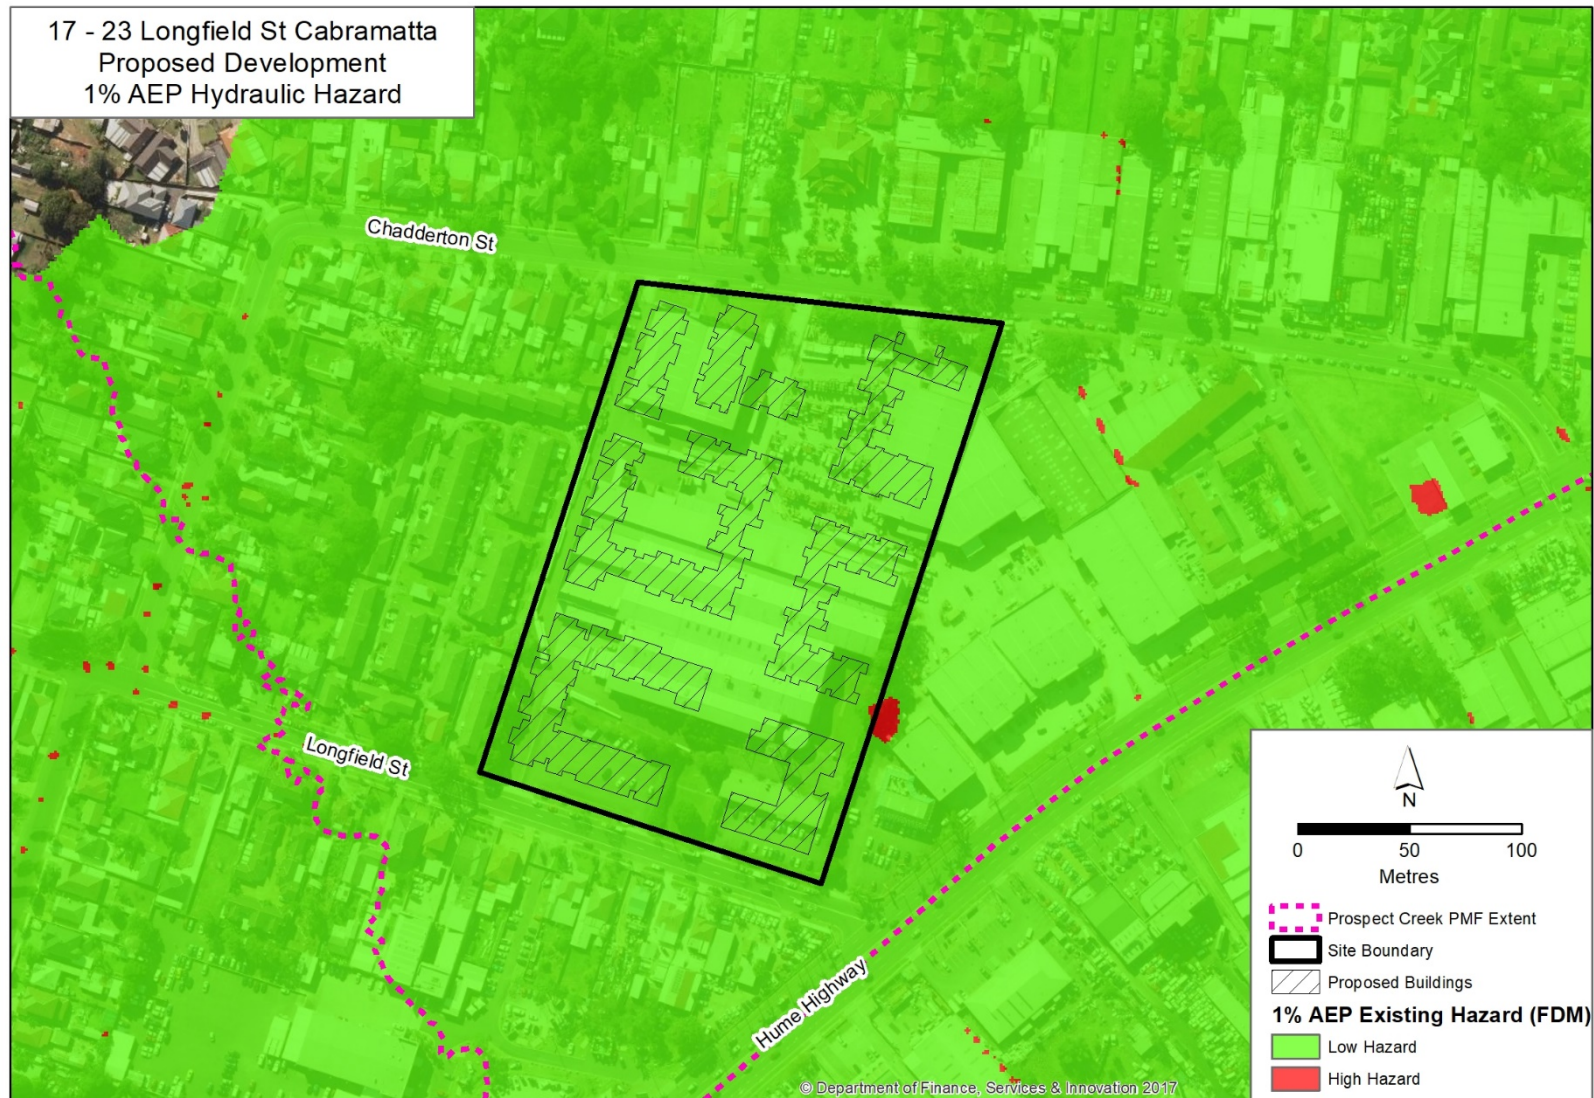 17 - 23 Longfield St Cabramatta
Proposed Development
1% AEP Hydraulic Hazard
Chadderton St
Longfield St
Hume Highway
N
0 50 100
Metres
Prospect Creek PMF Extent
Site Boundary
Proposed Buildings
1% AEP Existing Hazard (FDM)
Low Hazard
High Hazard
© Department of Finance, Services & Innovation 2017